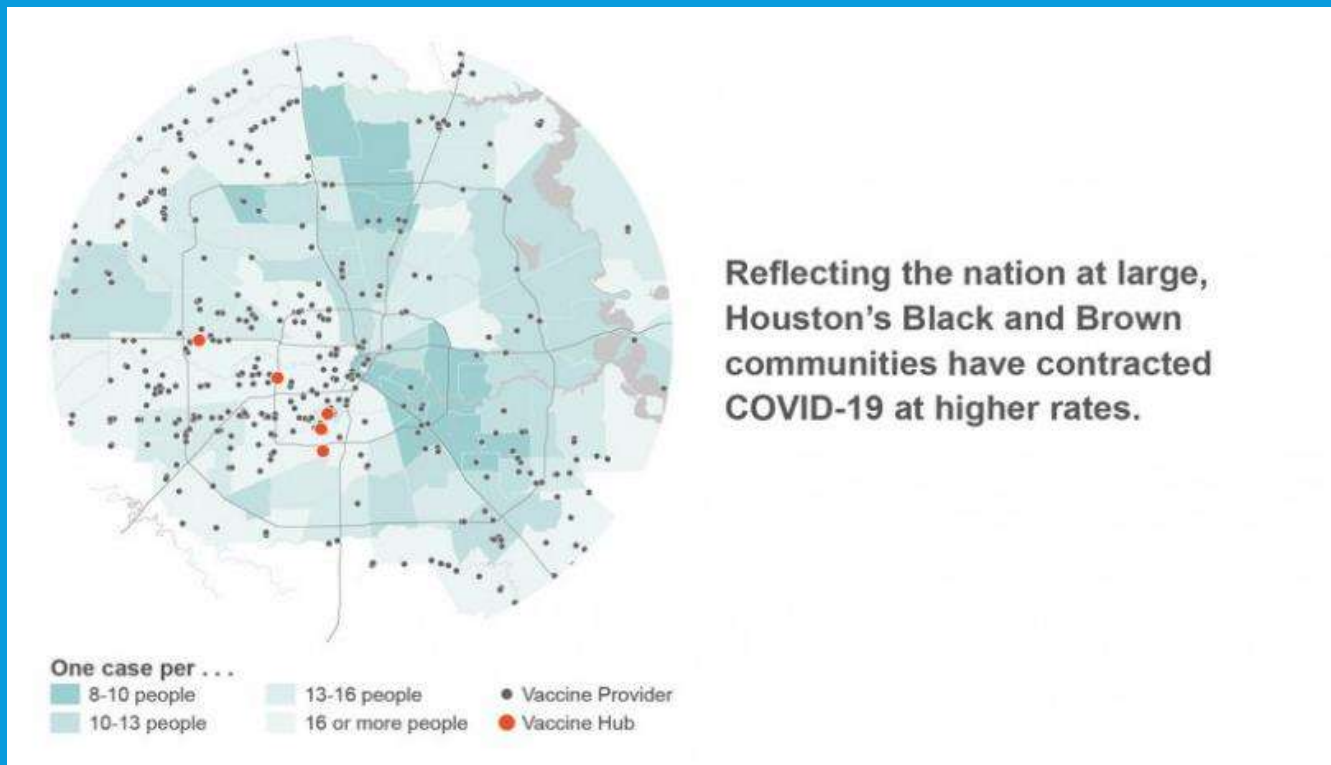 Reflecting the nation at large,
Houston's Black and Brown
communities have contracted
COVID-19 at higher rates.
One case per . . .
8-10 people
13-16 people
Vaccine Provider
10-13 people
16 or more people
Vaccine Hub